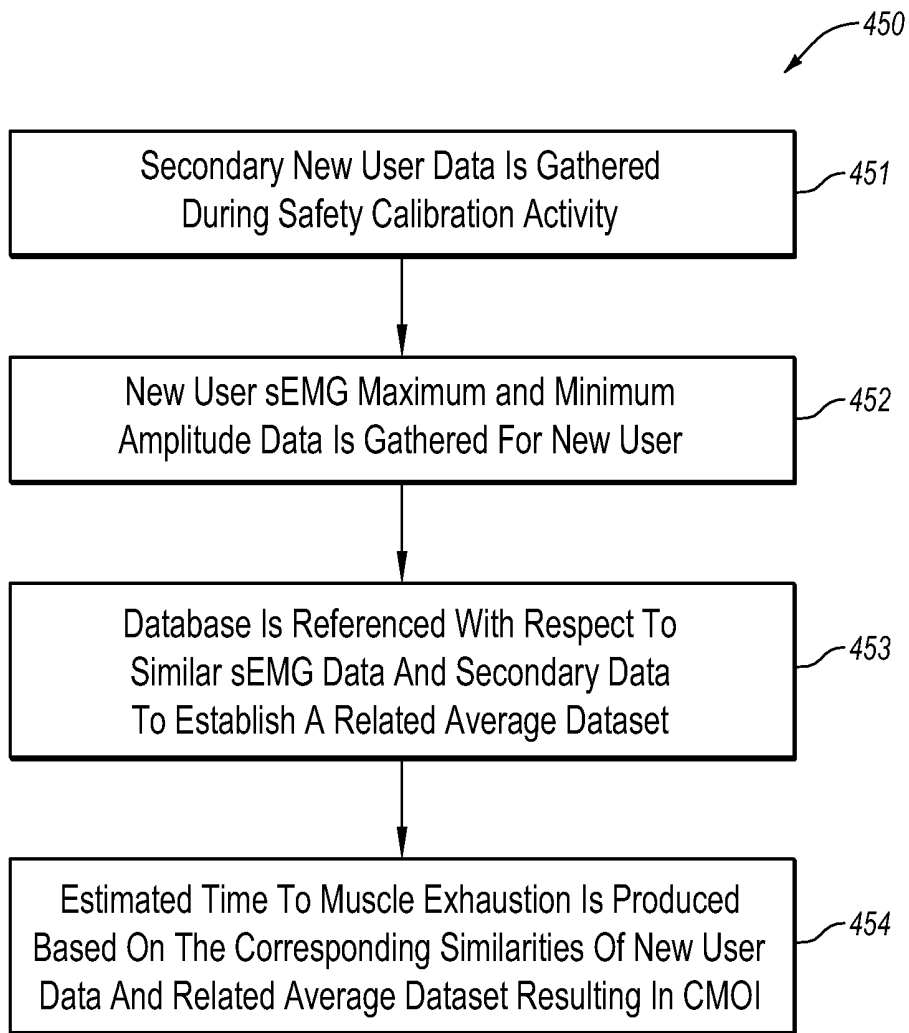 450
Secondary New User Data Is Gathered
During Safety Calibration Activity
451
New User sEMG Maximum and Minimum
Amplitude Data Is Gathered For New User
452
Database Is Referenced With Respect To
Similar sEMG Data And Secondary Data
To Establish A Related Average Dataset
453
Estimated Time To Muscle Exhaustion Is Produced
Based On The Corresponding Similarities Of New User
Data And Related Average Dataset Resulting In CMOI
454